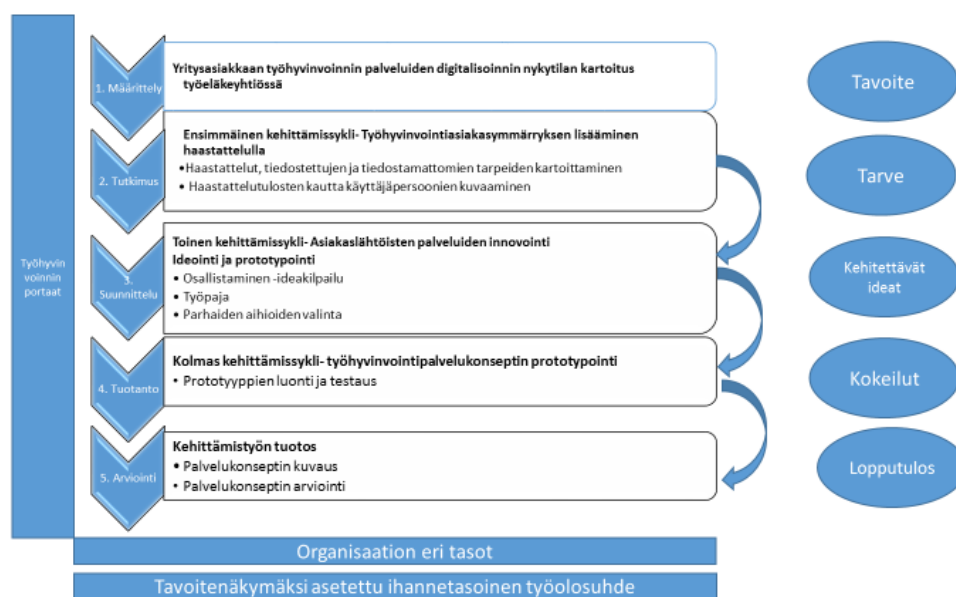 Työhyvin
voinnin
portaat
1. Määrittely
Yritysasiakkaan työhyvinvoinnin palveluiden digitalisoinnin nykytilan kartoitus
työeläkeyhtiössä
Tavoite
2. Tutkimus
Ensimmäinen kehittämissykli- Työhyvinvointiasiakasymmärryksen lisääminen
haastattelulla
•Haastattelut, tiedostettujen ja tiedostamattomien tarpeiden kartoittaminen
• Haastattelutulosten kautta käyttäjäpersoonien kuvaaminen
Tarve
3.
Suunnittelu
Toinen kehittämissykli- Asiakaslähtöisten palveluiden innovointi
Ideointi ja prototypointi
• Osallistaminen -ideakilpailu
• Työpaja
• Parhaiden aihioiden valinta
Kehitettävät
ideat
4. Tuotanto
Kolmas kehittämissykli- työhyvinvointipalvelukonseptin prototypointi
• Prototyyppien luonti ja testaus
Kokeilut
5. Arviointi
Kehittämistyön tuotos
• Palvelukonseptin kuvaus
• Palvelukonseptin arviointi
Lopputulos
Organisaation eri tasot
Tavoitenäkymäksi asetettu ihannetasoinen työolosuhde